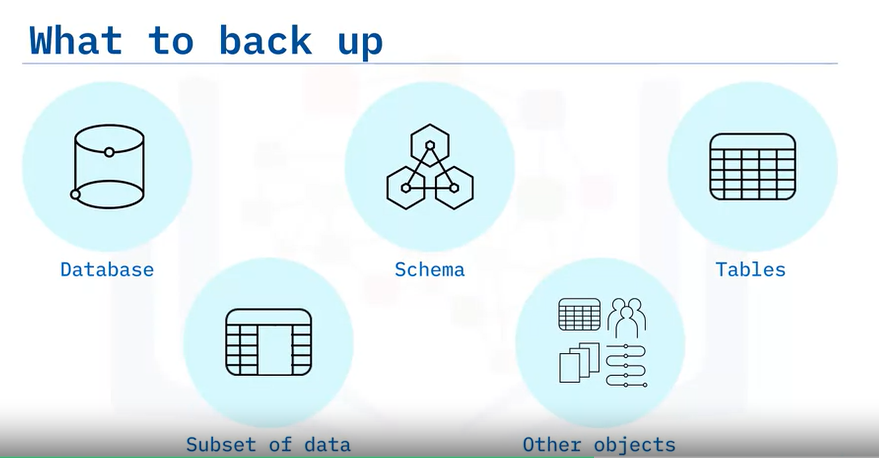 What to back up
Database
Schema
Tables
Subset of data
Other objects